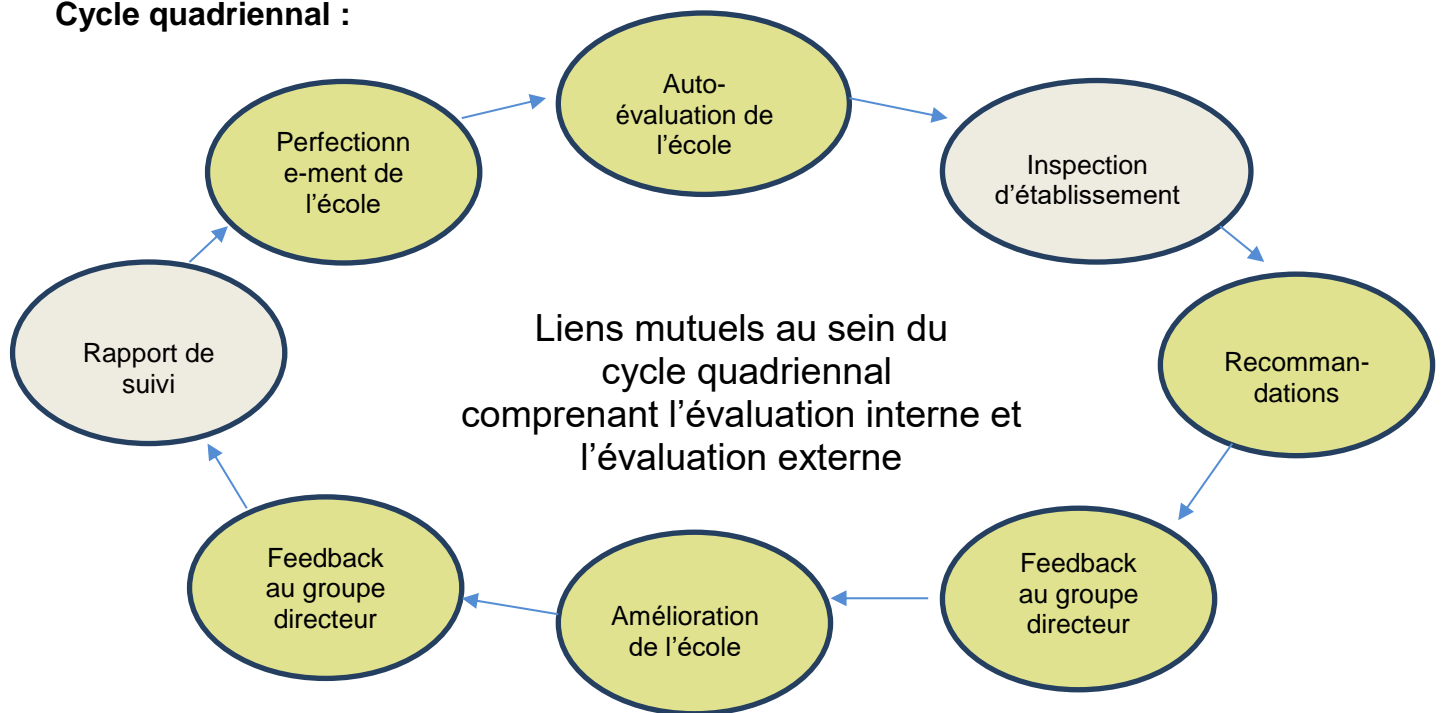 Cycle quadriennal :
Auto-
évaluation de
l’école
Perfectionn
e-ment de
l’école
Inspection
d’établissement
Rapport de
suivi
Liens mutuels au sein du
cycle quadriennal
comprenant l’évaluation interne et
l’évaluation externe
Recomman-
dations
Feedback
au groupe
directeur
Amélioration
de l’école
Feedback
au groupe
directeur